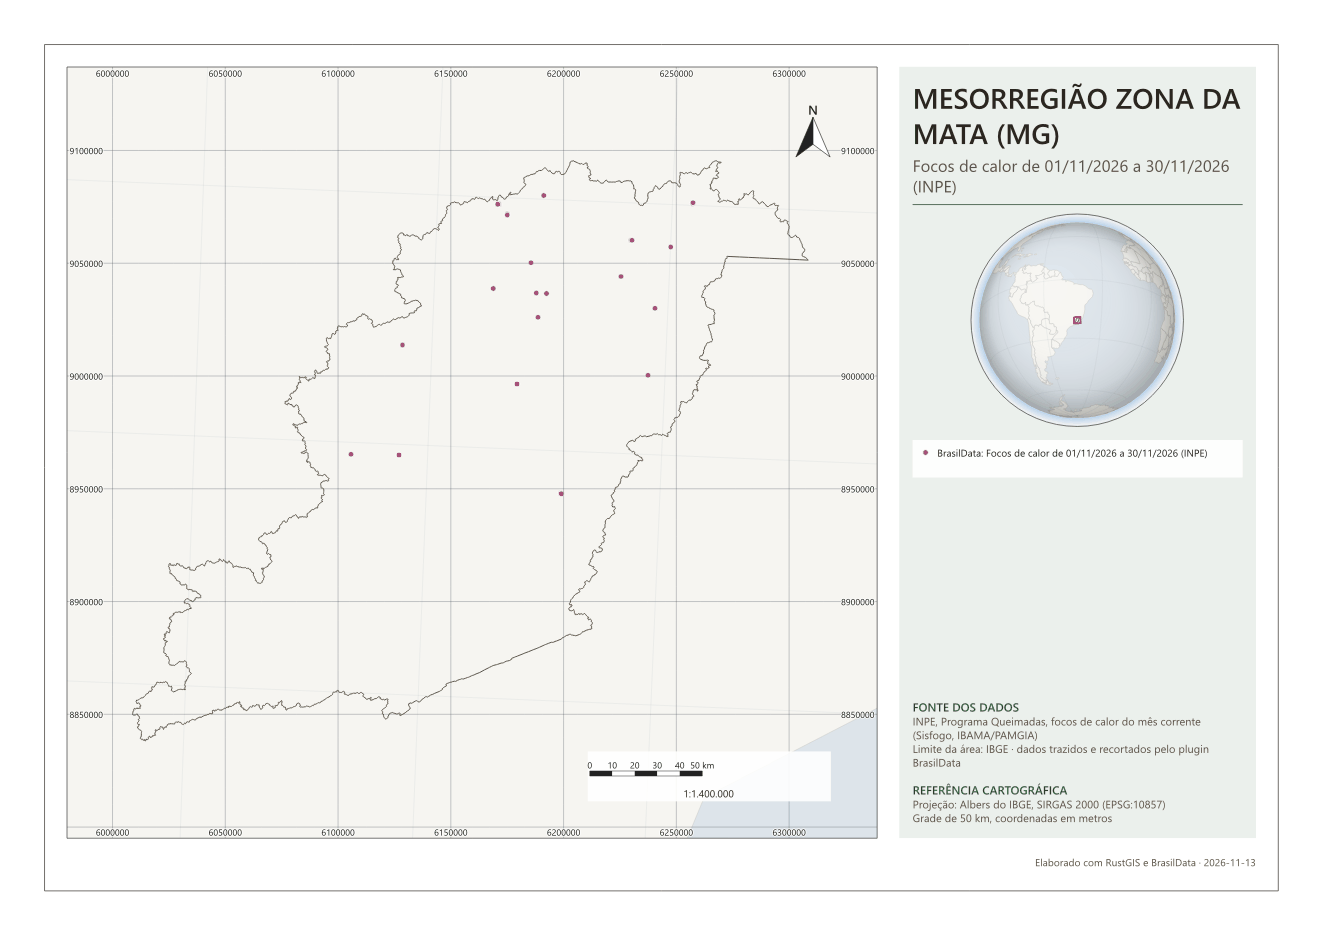 6000000 6050000 6100000 6150000 6200000 6250000 6300000
N
9100000 9100000
9050000 9050000
9000000 9000000
8950000 8950000
8900000 8900000
8850000 8850000
0 10 20 30 40 50 km
1:1.400.000
6000000 6050000 6100000 6150000 6200000 6250000 6300000
MESORREGIÃO ZONA DA
MATA (MG)
Focos de calor de 01/11/2026 a 30/11/2026
(INPE)
BrasilData: Focos de calor de 01/11/2026 a 30/11/2026 (INPE)
FONTE DOS DADOS
INPE, Programa Queimadas, focos de calor do mês corrente
(Sisfogo, IBAMA/PAMGIA)
Limite da área: IBGE · dados trazidos e recortados pelo plugin
BrasilData
REFERÊNCIA CARTOGRÁFICA
Projeção: Albers do IBGE, SIRGAS 2000 (EPSG:10857)
Grade de 50 km, coordenadas em metros
Elaborado com RustGIS e BrasilData · 2026-11-13